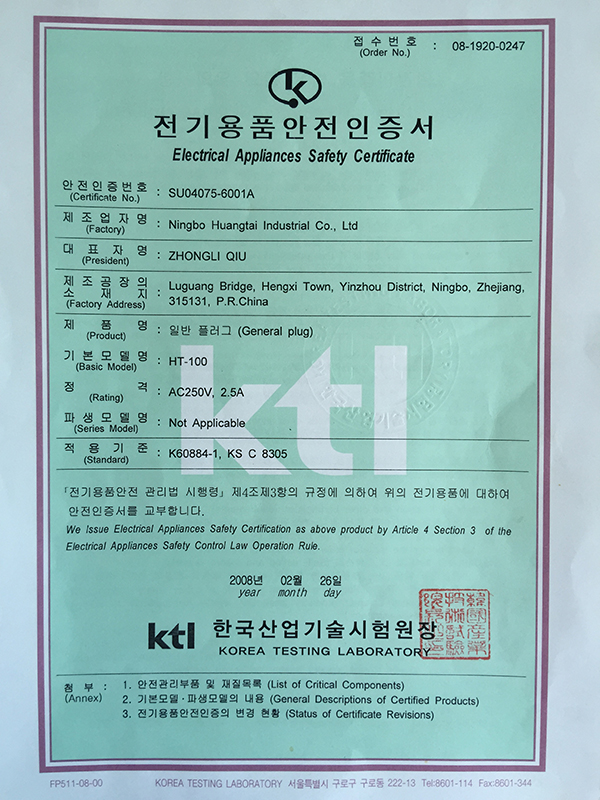 접수번호 : 08-1920-0247
(Order No.)
k
전기용품안전인증서
Electrical Appliances Safety Certificate
안전인증번호 : SU04075-6001A
(Certificate No.)
제조업자명 : Ningbo Huangtai Industrial Co., Ltd
(Factory)
대표자명 : ZHONGLI QIU
(President)
제조공장의 : Luguang Bridge, Hengxi Town, Yinzhou District, Ningbo, Zhejiang,
소재지 315131, P.R.China
(Factory Address)
제품명 : 일반 플러그 (General plug)
(Product)
기본모델명 : HT-100
(Basic Model)
정격 : AC250V, 2.5A
(Rating)
파생모델명 : Not Applicable
(Series Model)
적용기준 : K60884-1, KS C 8305
(Standard)
ktl
「전기용품안전 관리법 시행령」 제4조제3항의 규정에 의하여 위의 전기용품에 대하여
안전인증서를 교부합니다.
We Issue Electrical Appliances Safety Certification as above product by Article 4 Section 3 of the
Electrical Appliances Safety Control Law Operation Rule.
2008년 02월 26일
year month day
ktl 한국산업기술시험원장
KOREA TESTING LABORATORY
첨부 : 1. 안전관리부품 및 재질목록 (List of Critical Components)
(Annex) 2. 기본모델·파생모델의 내용 (General Descriptions of Certified Products)
3. 전기용품안전인증의 변경 현황 (Status of Certificate Revisions)
FP511-08-00 KOREA TESTING LABORATORY 서울특별시 구로구 구로동 222-13 Tel:8601-114 Fax:8601-344